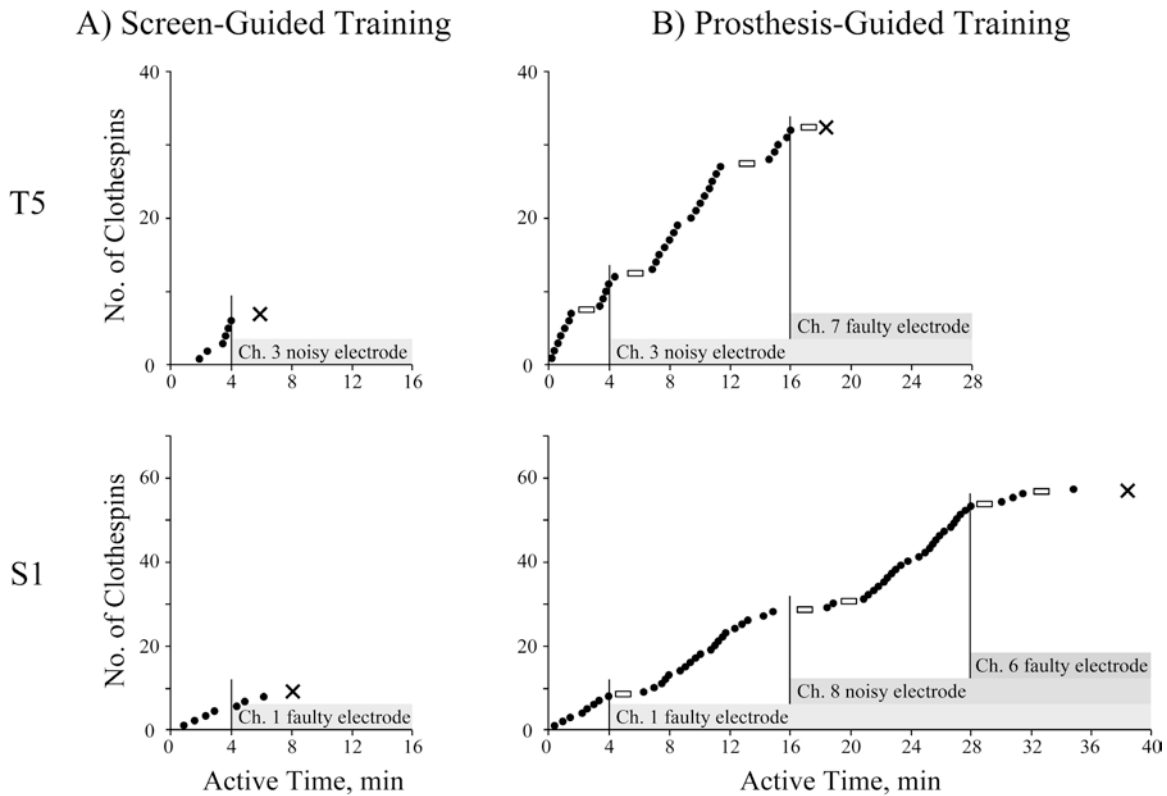 A) Screen-Guided Training
B) Prosthesis-Guided Training
T5
No. of Clothespins
40
20
0
Ch. 3 noisy electrode
0 4 8 12 16
40
20
0
Ch. 7 faulty electrode
Ch. 3 noisy electrode
0 4 8 12 16 20 24 28
S1
No. of Clothespins
60
40
20
0
Ch. 1 faulty electrode
0 4 8 12 16
Active Time, min
60
40
20
0
Ch. 6 faulty electrode
Ch. 8 noisy electrode
Ch. 1 faulty electrode
0 4 8 12 16 20 24 28 32 36 40
Active Time, min